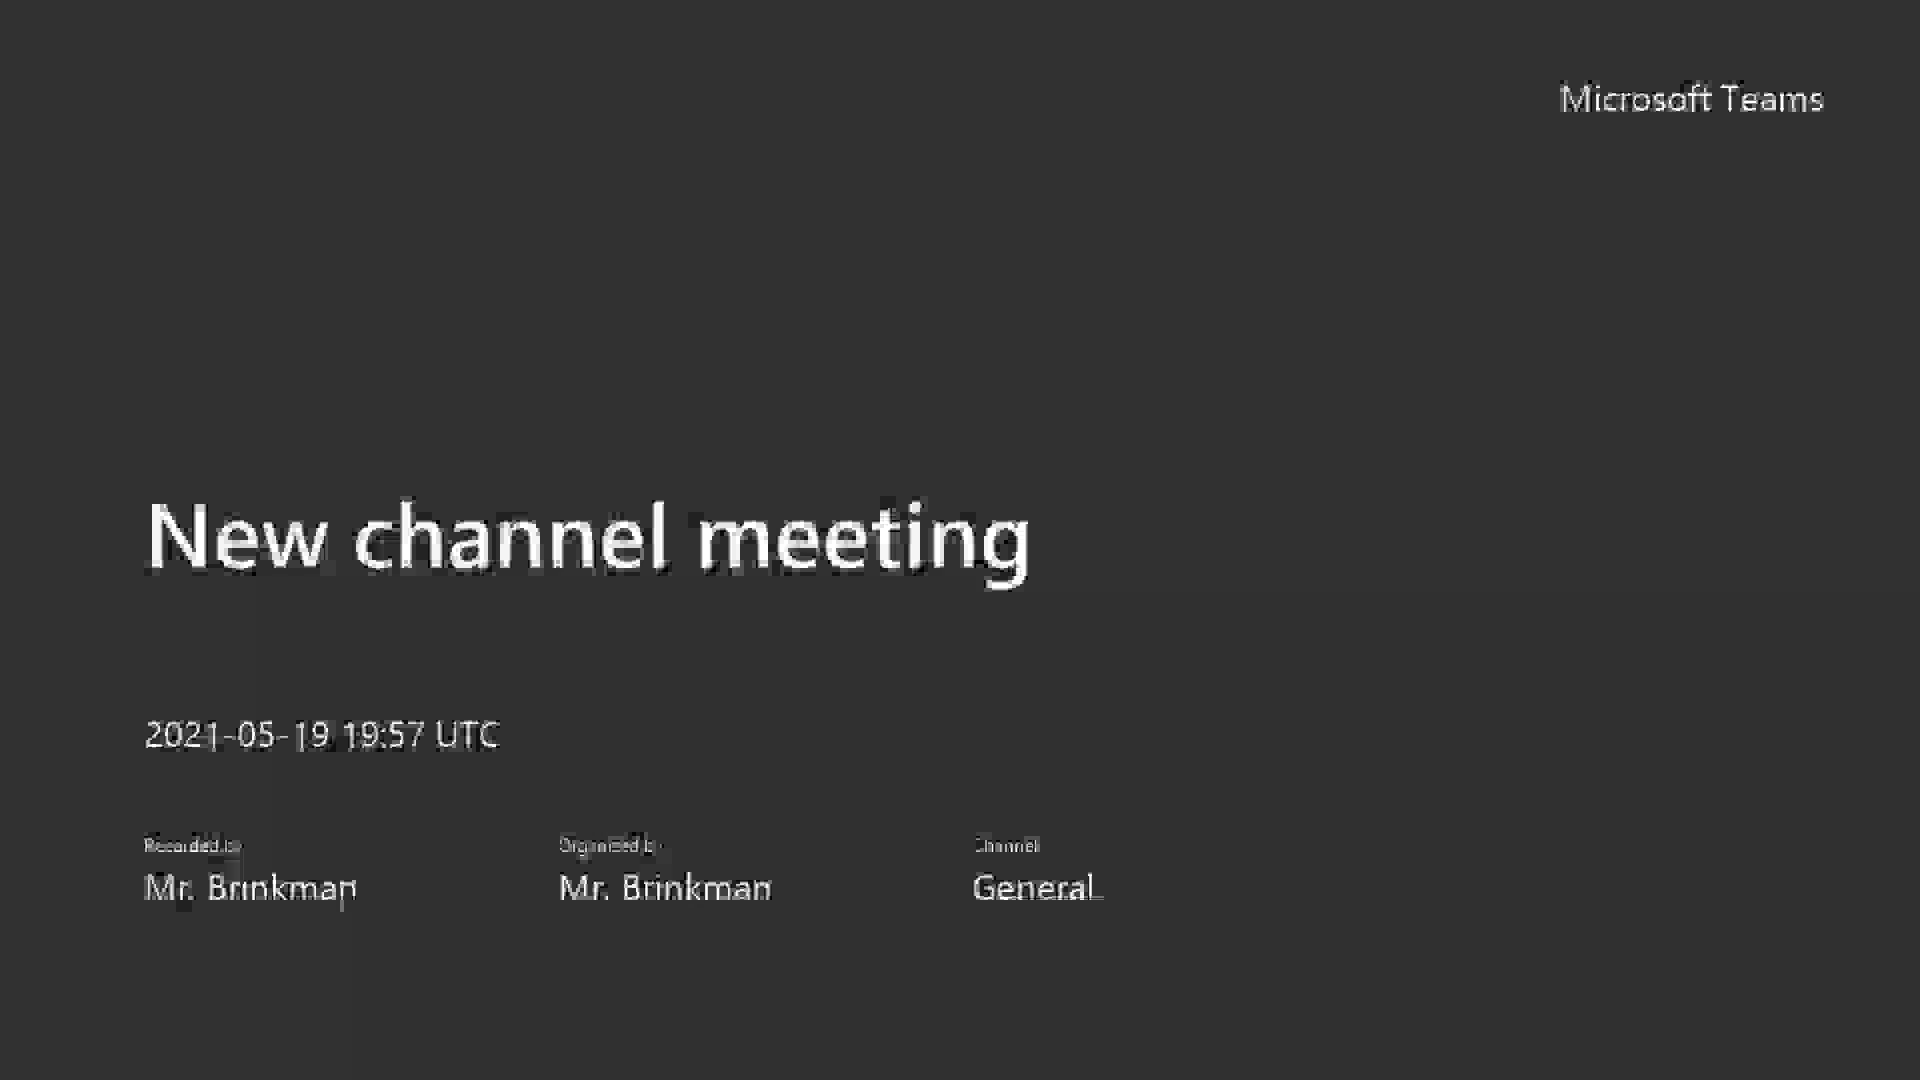 Microsoft Teams
New channel meeting
2021-05-19 19:57 UTC
Recorded by
Organized by
Channel
Mr. Brinkman
Mr. Brinkman
General